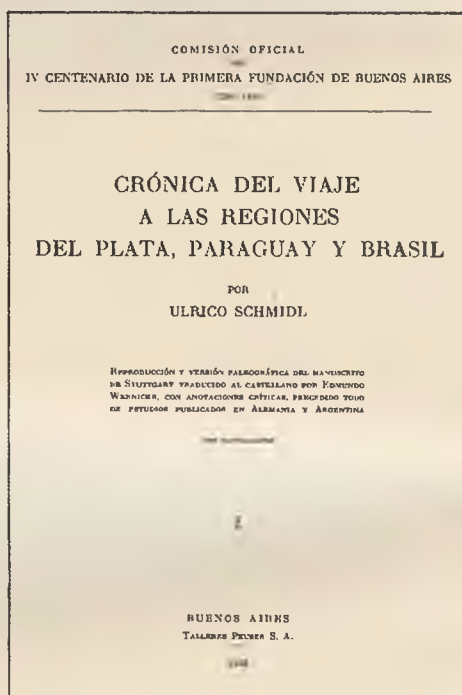 COMISIÓN OFICIAL
IV CENTENARIO DE LA PRIMERA FUNDACIÓN DE BUENOS AIRES
CRÓNICA DEL VIAJE
A LAS REGIONES
DEL PLATA, PARAGUAY Y BRASIL
POR
ULRICO SCHMIDL
REPRODUCCIÓN Y VERSIÓN PALEOGRÁFICA DEL MANUSCRITO
DE STUTTGART TRADUCIDO AL CASTELLANO POR EDMUNDO
WERNICKE, CON ANOTACIONES CRÍTICAS, PRECEDIDO TODO
DE ESTUDIOS PUBLICADOS EN ALEMANIA Y ARGENTINA
BUENOS AIRES
TALLERES PEUSER S. A.